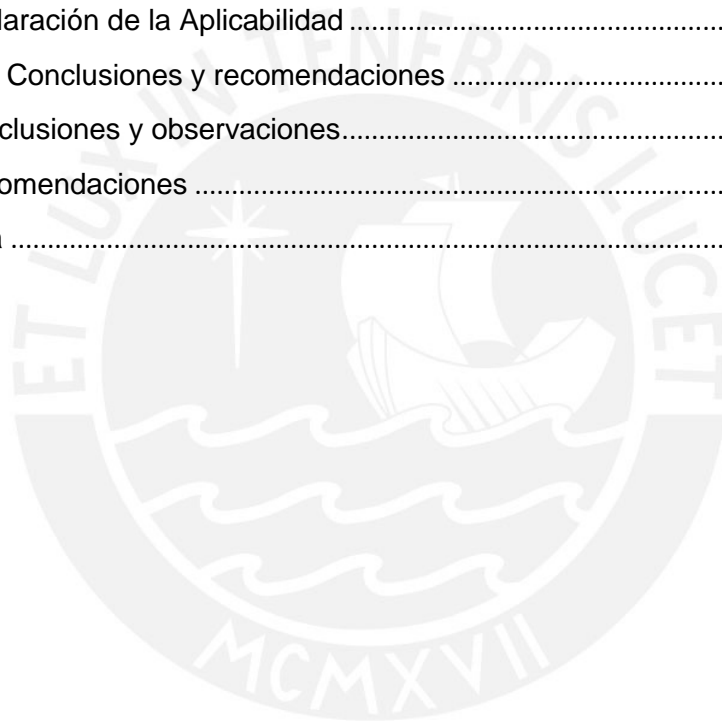 laración de la Aplicabilidad ....................................................
Conclusiones y recomendaciones .....................................
clusiones y observaciones.....................................................
omendaciones .........................................................................
a ..................................................................................................
ET LUX IN TENEBRIS LUCET
MCMXVII